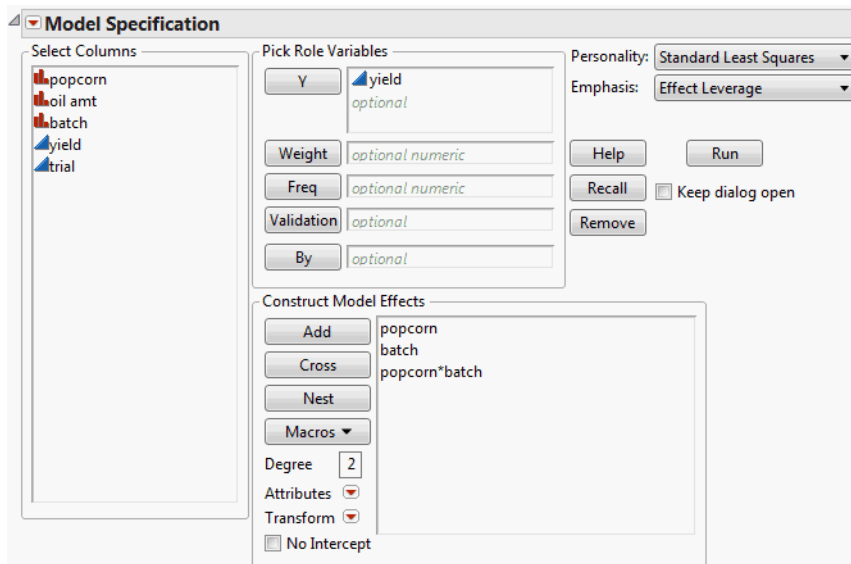 Model Specification
Select Columns
popcorn
oil amt
batch
yield
trial
Pick Role Variables
Y
yield
optional
Weight
optional numeric
Freq
optional numeric
Validation
optional
By
optional
Personality:
Standard Least Squares
Emphasis:
Effect Leverage
Help
Run
Recall
Keep dialog open
Remove
Construct Model Effects
Add
popcorn
batch
Cross
popcorn*batch
Nest
Macros
Degree
2
Attributes
Transform
No Intercept